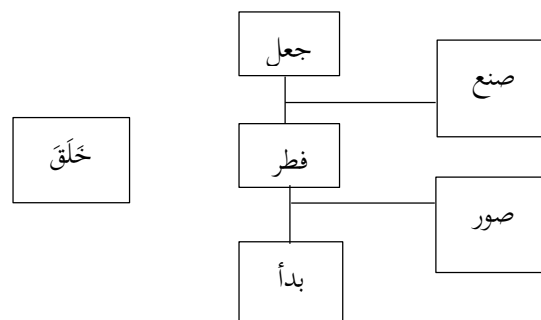 جعل
صنع
خَلَقَ
فطر
صور
بدأ